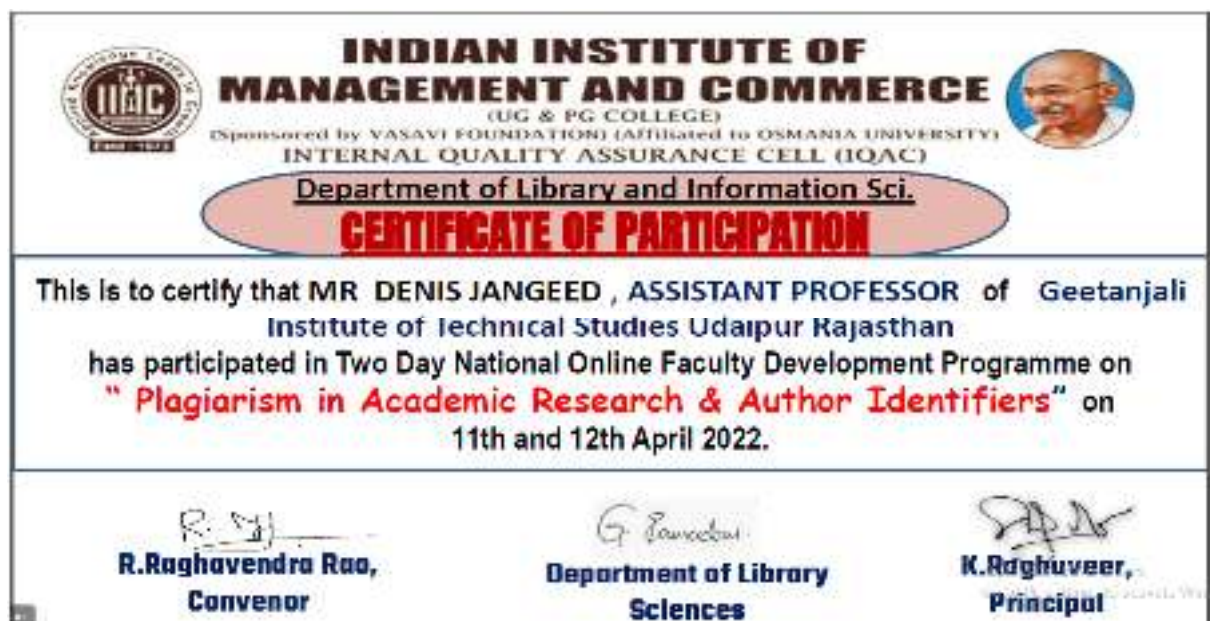 INDIAN INSTITUTE OF
MANAGEMENT AND COMMERCE
(UG & PG COLLEGE)
(Sponsored by VASAVI FOUNDATION) (Affiliated to OSMANIA UNIVERSITY)
INTERNAL QUALITY ASSURANCE CELL (IQAC)
Department of Library and Information Sci.
CERTIFICATE OF PARTICIPATION
This is to certify that MR DENIS JANGEED , ASSISTANT PROFESSOR of Geetanjali
Institute of Technical Studies Udaipur Rajasthan
has participated in Two Day National Online Faculty Development Programme on
" Plagiarism in Academic Research & Author Identifiers" on
11th and 12th April 2022.
R.Raghavendra Rao,
Convenor
Department of Library
Sciences
K.Raghuveer,
Principal